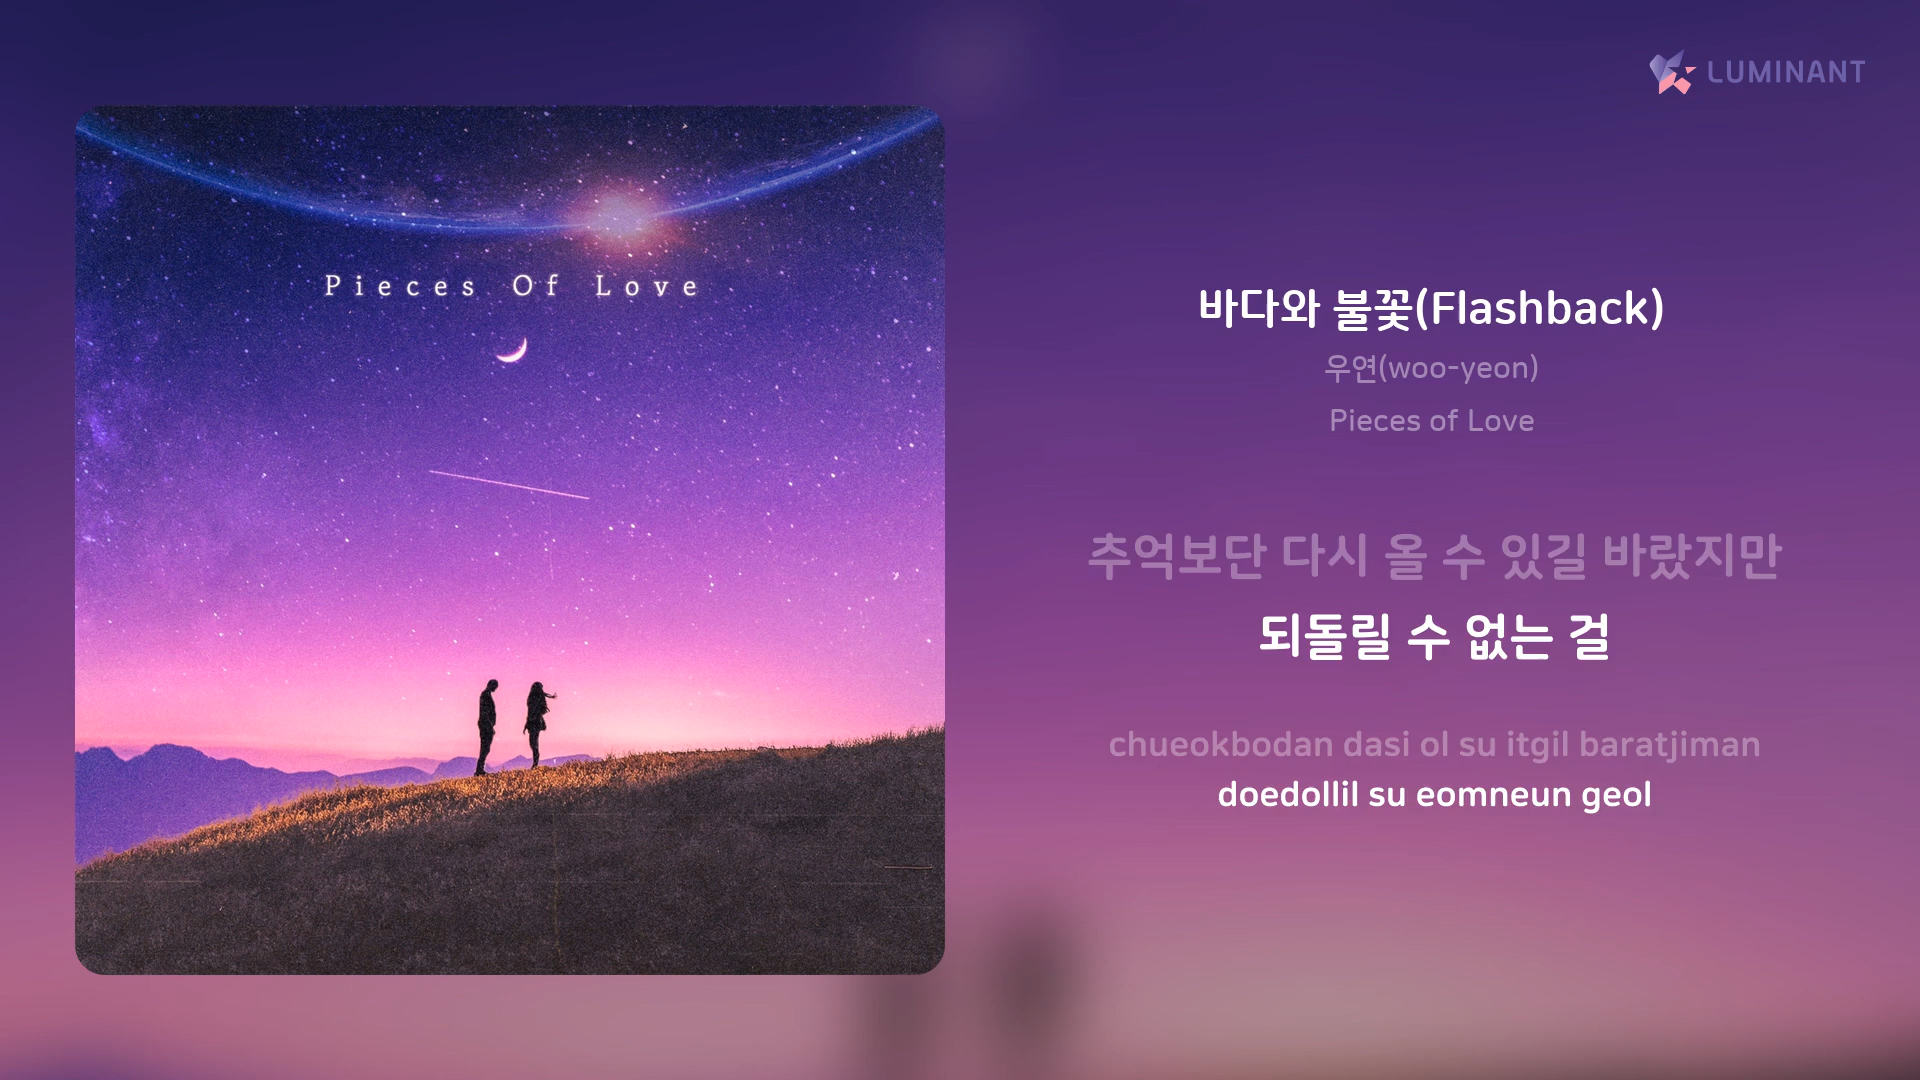 LUMINANT
Pieces Of Love
바다와 불꽃(Flashback)
우연(woo-yeon)
Pieces of Love
추억보단 다시 올 수 있길 바랐지만
되돌릴 수 없는 걸
chueokbodan dasi ol su itgil baratjiman
doedollil su eomneun geol